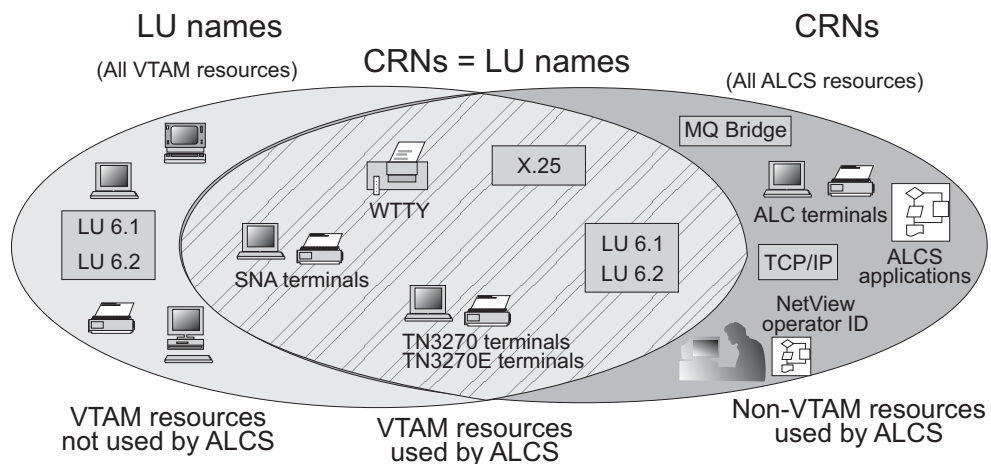 LU names
(All VTAM resources)
CRNs = LU names
CRNs
(All ALCS resources)
MQ Bridge
X.25
WTTY
ALC terminals
LU 6.1
LU 6.2
SNA terminals
LU 6.1
LU 6.2
TCP/IP
ALCS
applications
NetView
operator ID
TN3270 terminals
TN3270E terminals
VTAM resources
not used by ALCS
VTAM resources
used by ALCS
Non-VTAM resources
used by ALCS